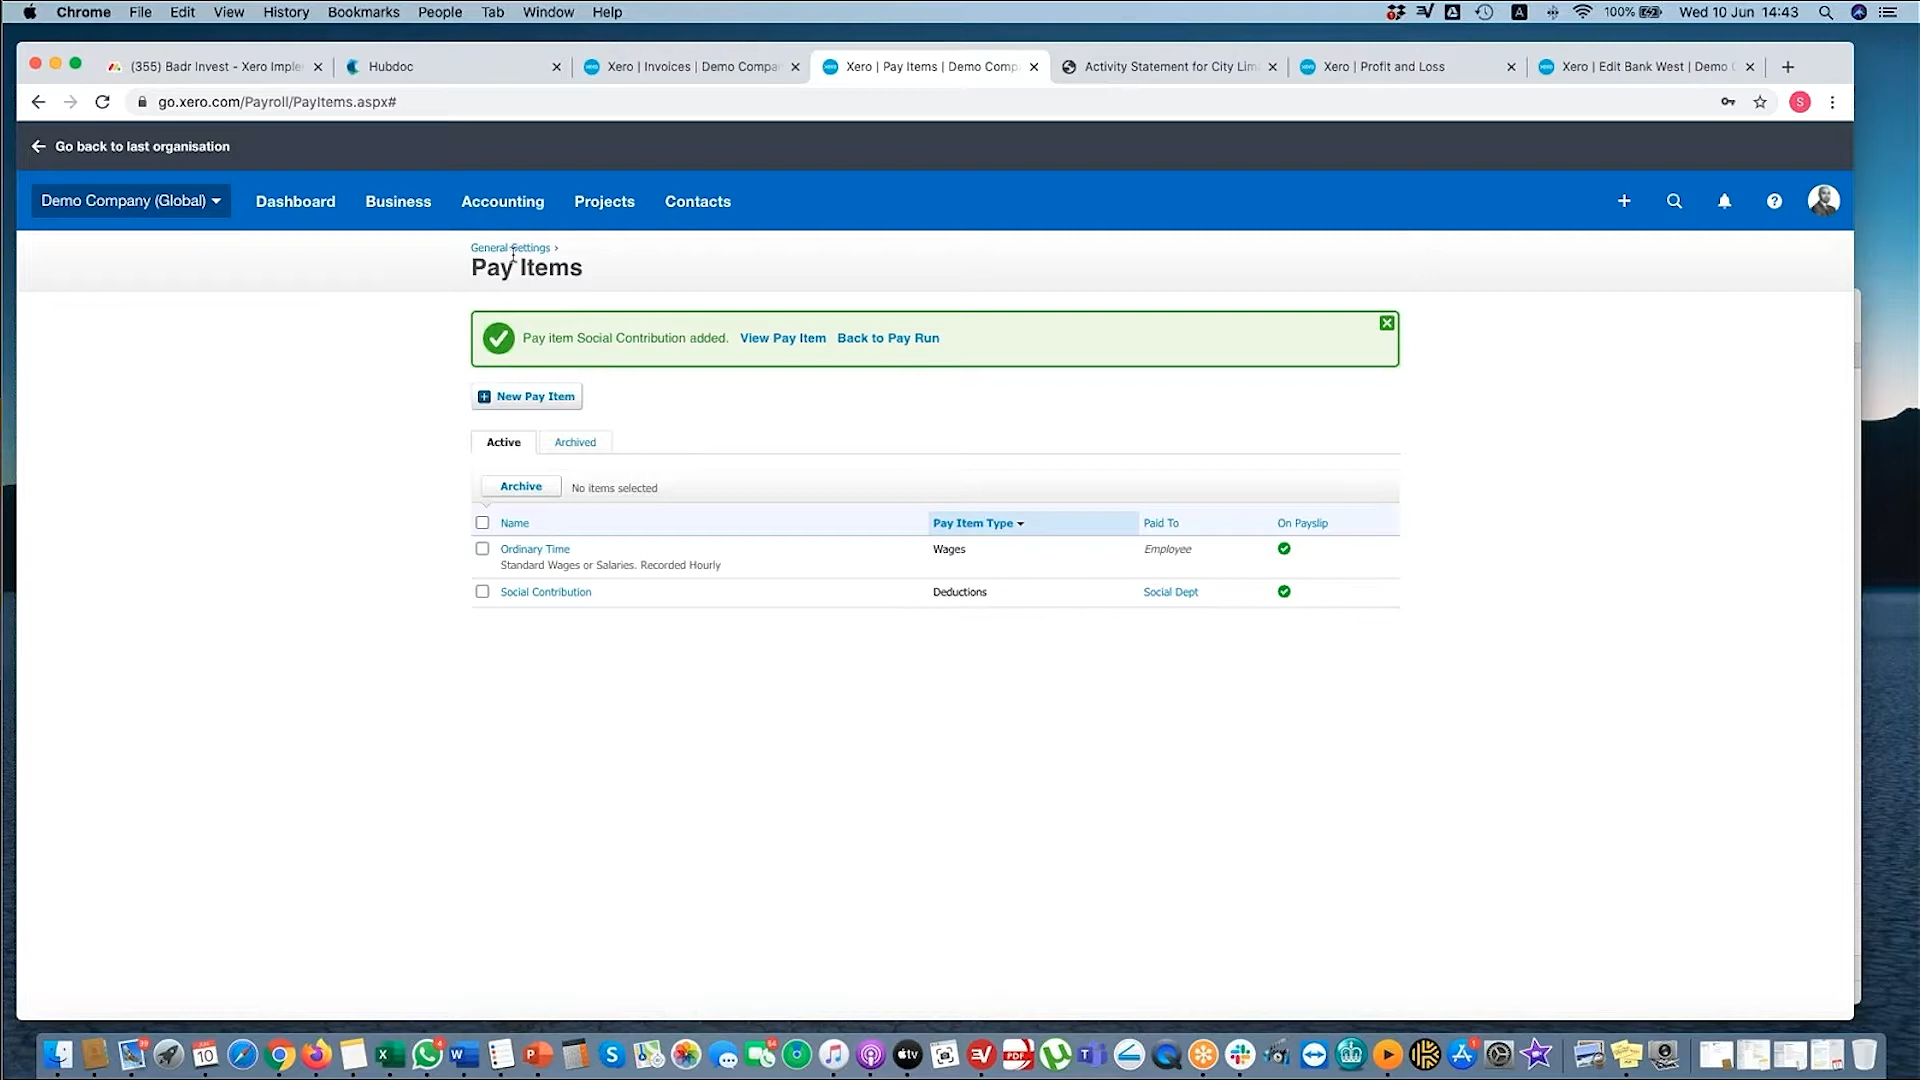 Chrome File Edit View History Bookmarks People Tab Window Help 100% Wed 10 Jun 14:43
(355) Badr Invest - Xero Imple Hubdoc Xero | Invoices | Demo Compa Xero | Pay Items | Demo Comp Activity Statement for City Lim Xero | Profit and Loss Xero | Edit Bank West | Demo
go.xero.com/Payroll/PayItems.aspx# S
Go back to last organisation
Demo Company (Global) Dashboard Business Accounting Projects Contacts
General Settings ›
Pay Items
Pay item Social Contribution added. View Pay Item Back to Pay Run
New Pay Item
Active Archived
Archive No items selected
Name Pay Item Type Paid To On Payslip
Ordinary Time Wages Employee
Standard Wages or Salaries. Recorded Hourly
Social Contribution Deductions Social Dept